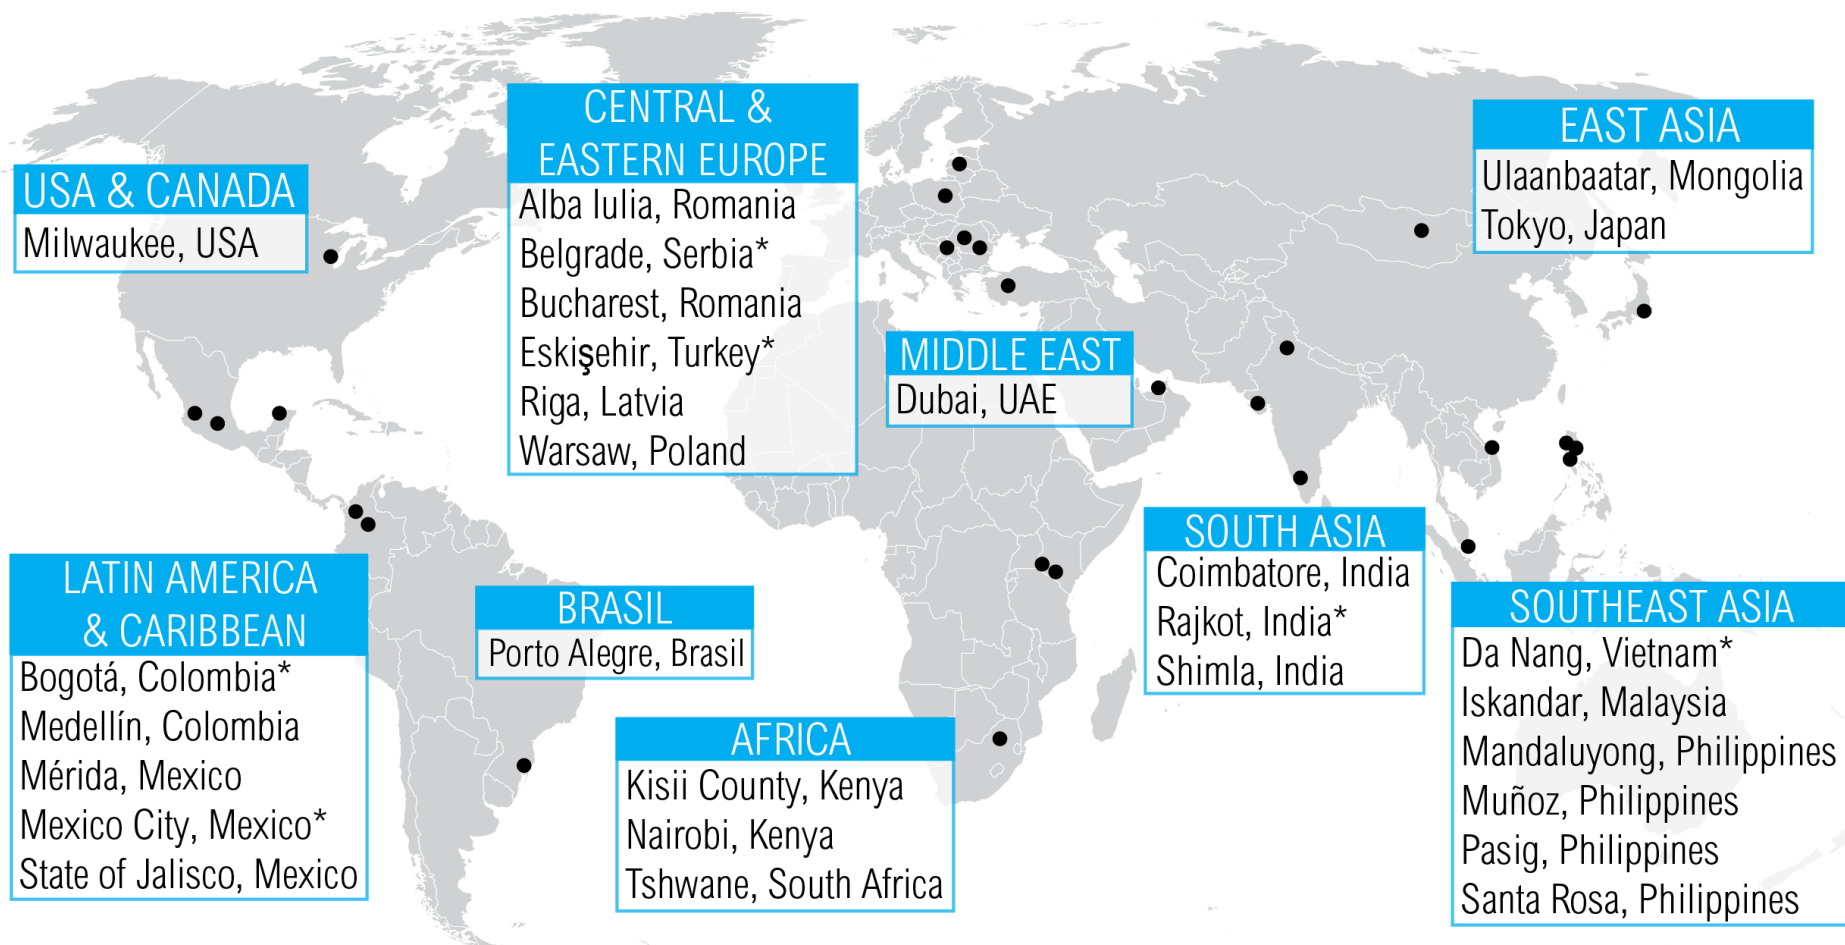 USA & CANADA
Milwaukee, USA
CENTRAL &
EASTERN EUROPE
Alba Iulia, Romania
Belgrade, Serbia*
Bucharest, Romania
Eskişehir, Turkey*
Riga, Latvia
Warsaw, Poland
EAST ASIA
Ulaanbaatar, Mongolia
Tokyo, Japan
MIDDLE EAST
Dubai, UAE
LATIN AMERICA
& CARIBBEAN
Bogotá, Colombia*
Medellín, Colombia
Mérida, Mexico
Mexico City, Mexico*
State of Jalisco, Mexico
BRASIL
Porto Alegre, Brasil
AFRICA
Kisii County, Kenya
Nairobi, Kenya
Tshwane, South Africa
SOUTH ASIA
Coimbatore, India
Rajkot, India*
Shimla, India
SOUTHEAST ASIA
Da Nang, Vietnam*
Iskandar, Malaysia
Mandaluyong, Philippines
Muñoz, Philippines
Pasig, Philippines
Santa Rosa, Philippines